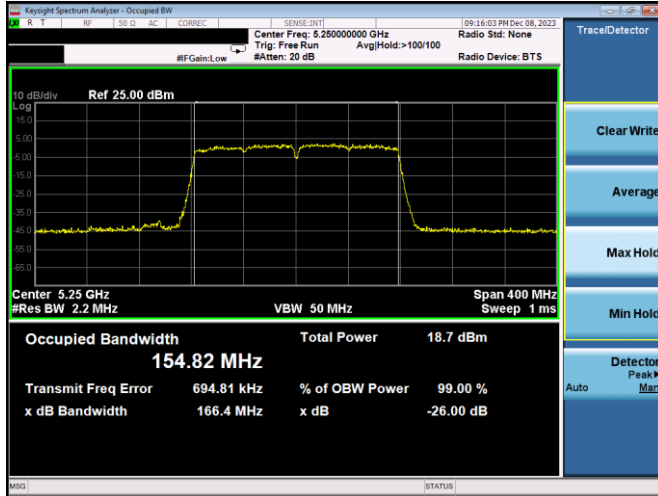 Keysight Spectrum Analyzer - Occupied BW
R T RF 50 Ω AC CORREC SENSE:INT 09:16:03 PM Dec 08, 2023
Center Freq: 5.250000000 GHz Radio Std: None
Trig: Free Run Avg|Hold:>100/100
#IFGain:Low #Atten: 20 dB Radio Device: BTS
Trace/Detector
10 dB/div Ref 25.00 dBm
Log
15.0
5.00
-5.00
-15.0
-25.0
-35.0
-45.0
-55.0
-65.0
Center 5.25 GHz Span 400 MHz
#Res BW 2.2 MHz VBW 50 MHz Sweep 1 ms
Occupied Bandwidth Total Power 18.7 dBm
154.82 MHz
Transmit Freq Error 694.81 kHz % of OBW Power 99.00 %
x dB Bandwidth 166.4 MHz x dB -26.00 dB
Clear Write
Average
Max Hold
Min Hold
Detector
Peak▶
Auto Man
MSG STATUS